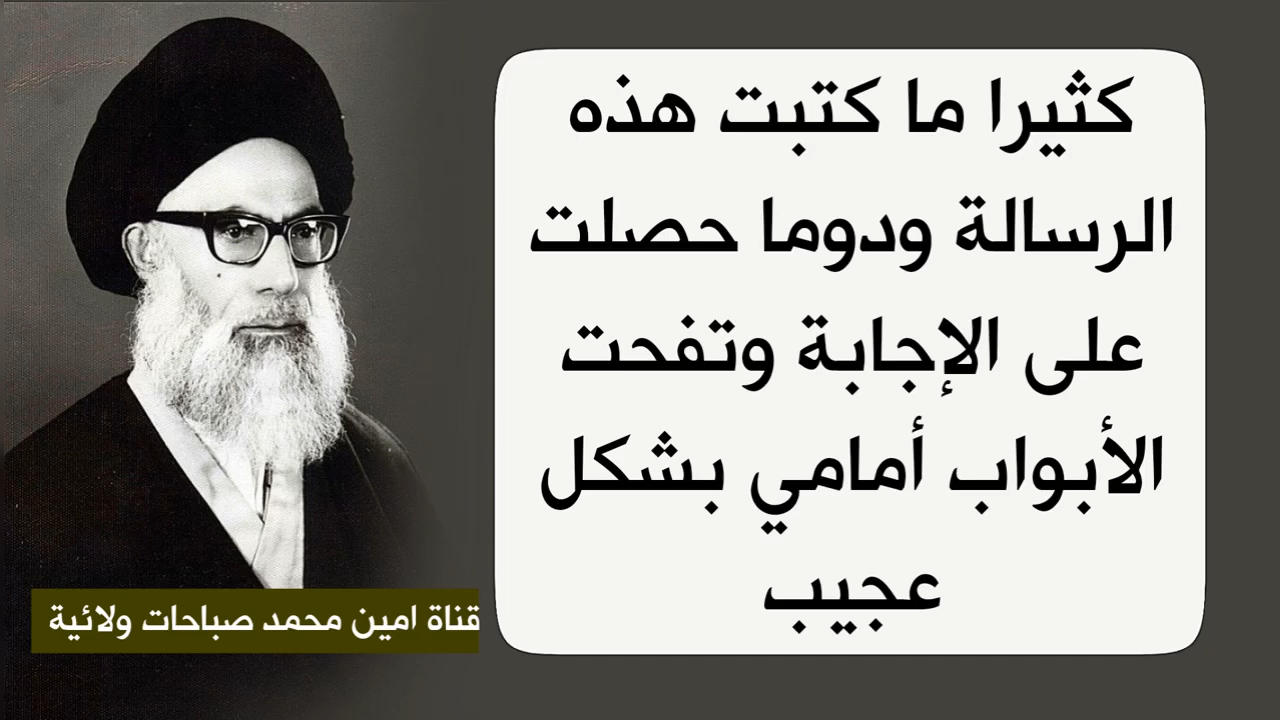 كثيرا ما كتبت هذه
الرسالة ودوما حصلت
على الإجابة وتفحت
الأبواب أمامي بشكل
عجيب
قناة امين محمد صباحات ولائية